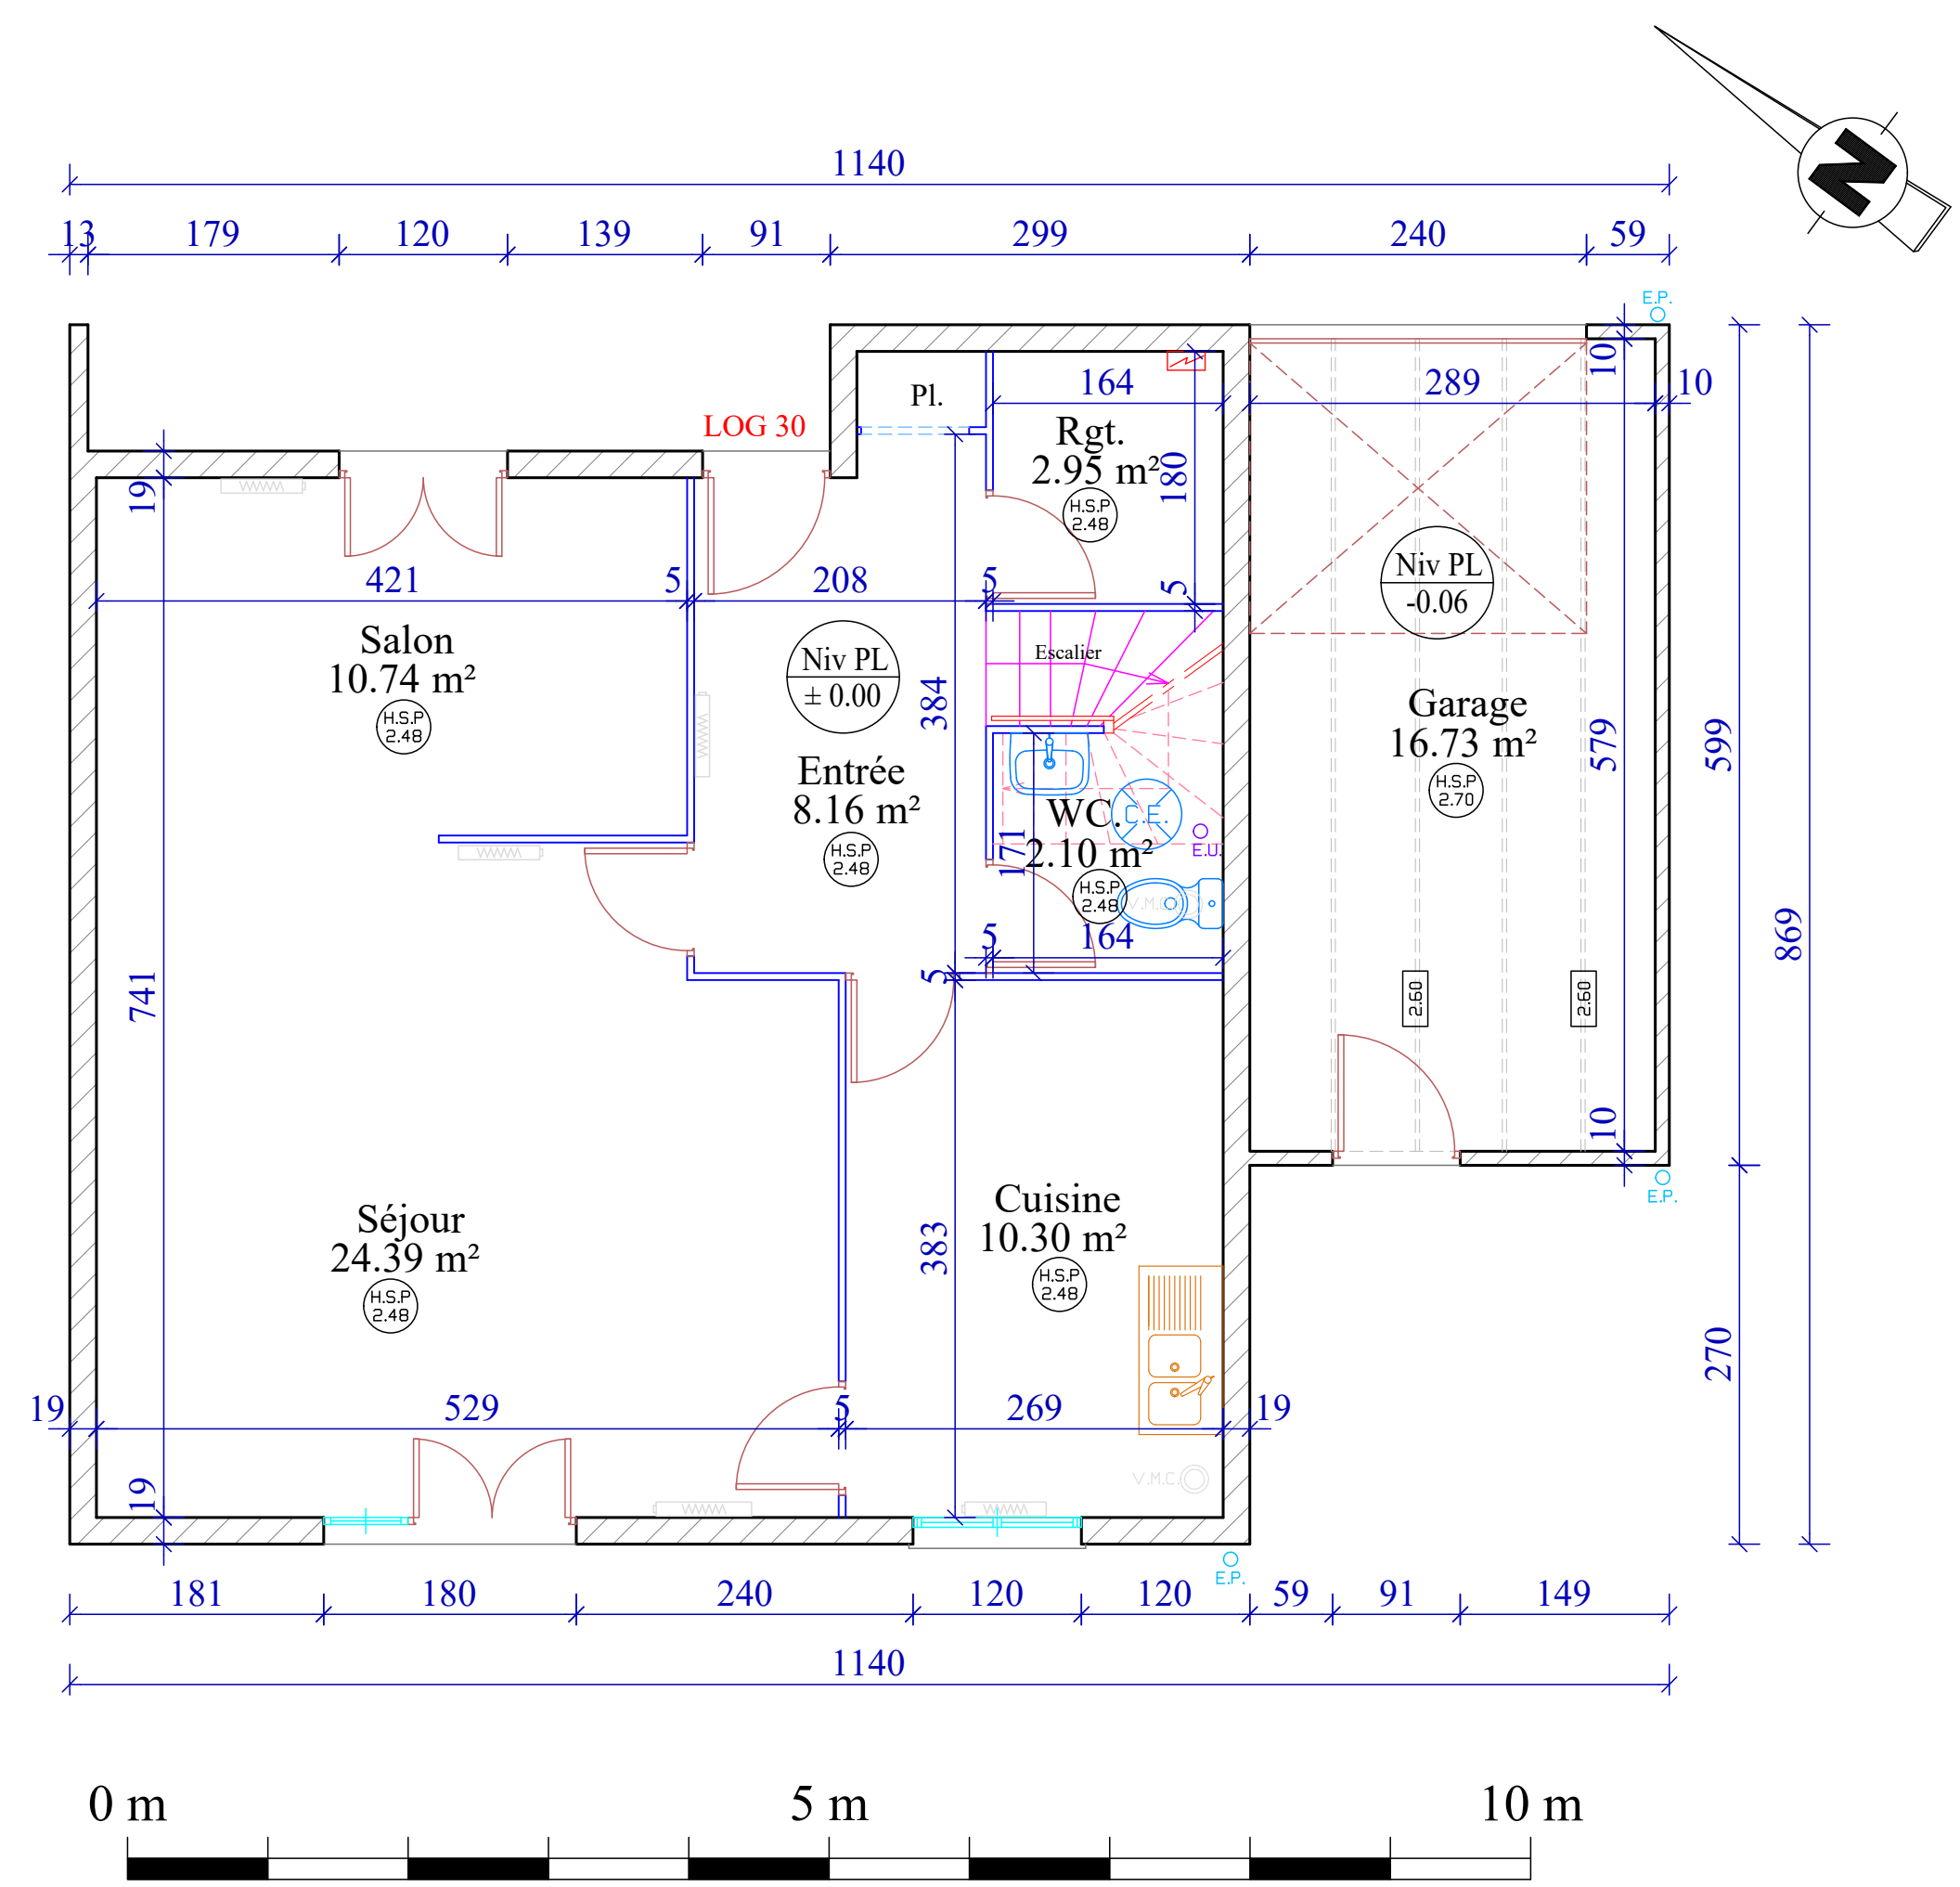 N
1140
13 179 120 139 91 299 240 59
E.P.
LOG 30
Pl.
164
10
289
10
Rgt.
2.95 m²
H.S.P
2.48
180
19
421
5
208
5
5
Niv PL
-0.06
Salon
10.74 m²
H.S.P
2.48
Niv PL
± 0.00
Escalier
384
Garage
16.73 m²
H.S.P
2.70
579
599
Entrée
8.16 m²
H.S.P
2.48
WC.
2.10 m²
H.S.P
2.48
C.E.
E.U.
171
V.M.C.
5
164
5
869
741
2.60
2.60
10
E.P.
Séjour
24.39 m²
H.S.P
2.48
Cuisine
10.30 m²
H.S.P
2.48
383
270
19
529
5
269
19
19
V.M.C.
E.P.
181 180 240 120 120 59 91 149
1140
0 m 5 m 10 m